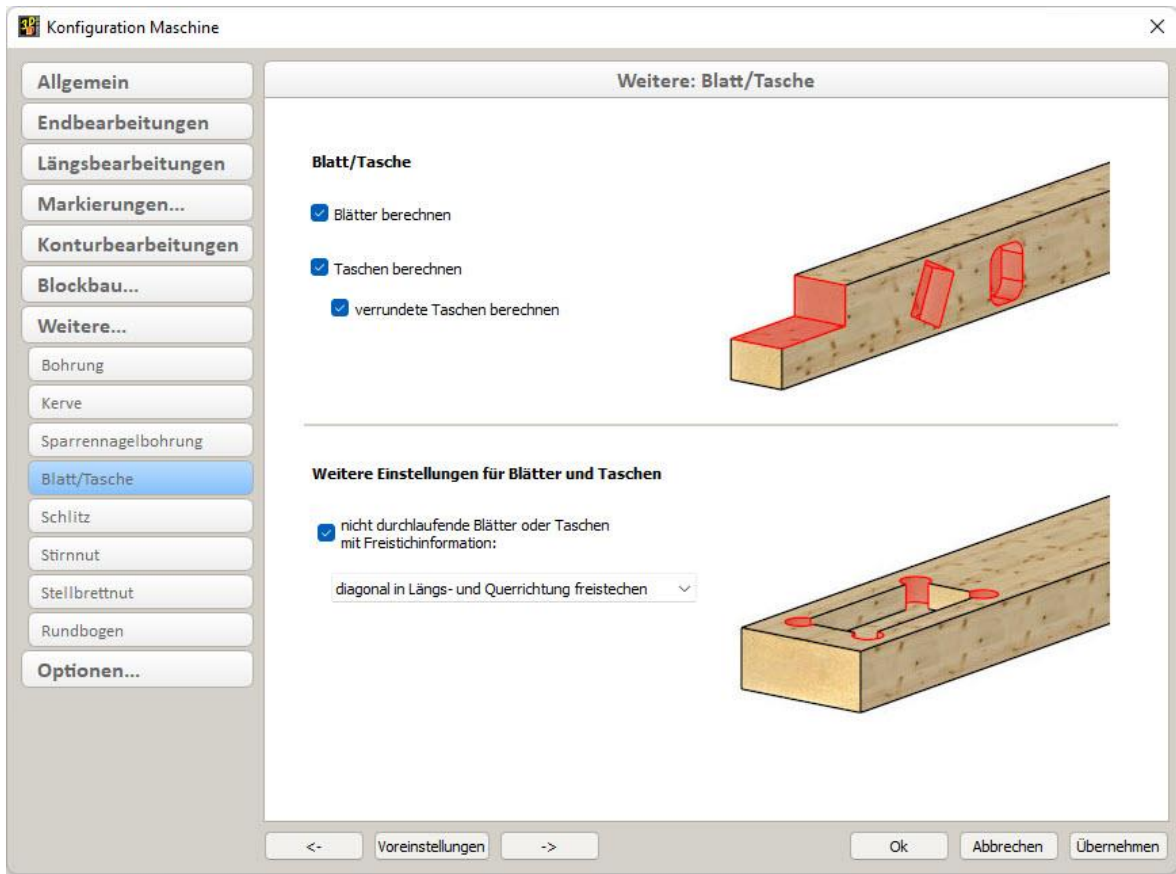 Konfiguration Maschine
Allgemein
Endbearbeitungen
Längsbearbeitungen
Markierungen...
Konturbearbeitungen
Blockbau...
Weitere...
Bohrung
Kerve
Sparrennagelbohrung
Blatt/Tasche
Schlitz
Stirnnut
Stellbrettnut
Rundbogen
Optionen...
Weitere: Blatt/Tasche
Blatt/Tasche
Blätter berechnen
Taschen berechnen
verrundete Taschen berechnen
Weitere Einstellungen für Blätter und Taschen
nicht durchlaufende Blätter oder Taschen
mit Freistichinformation:
diagonal in Längs- und Querrichtung freistechen
<- Voreinstellungen -> Ok Abbrechen Übernehmen